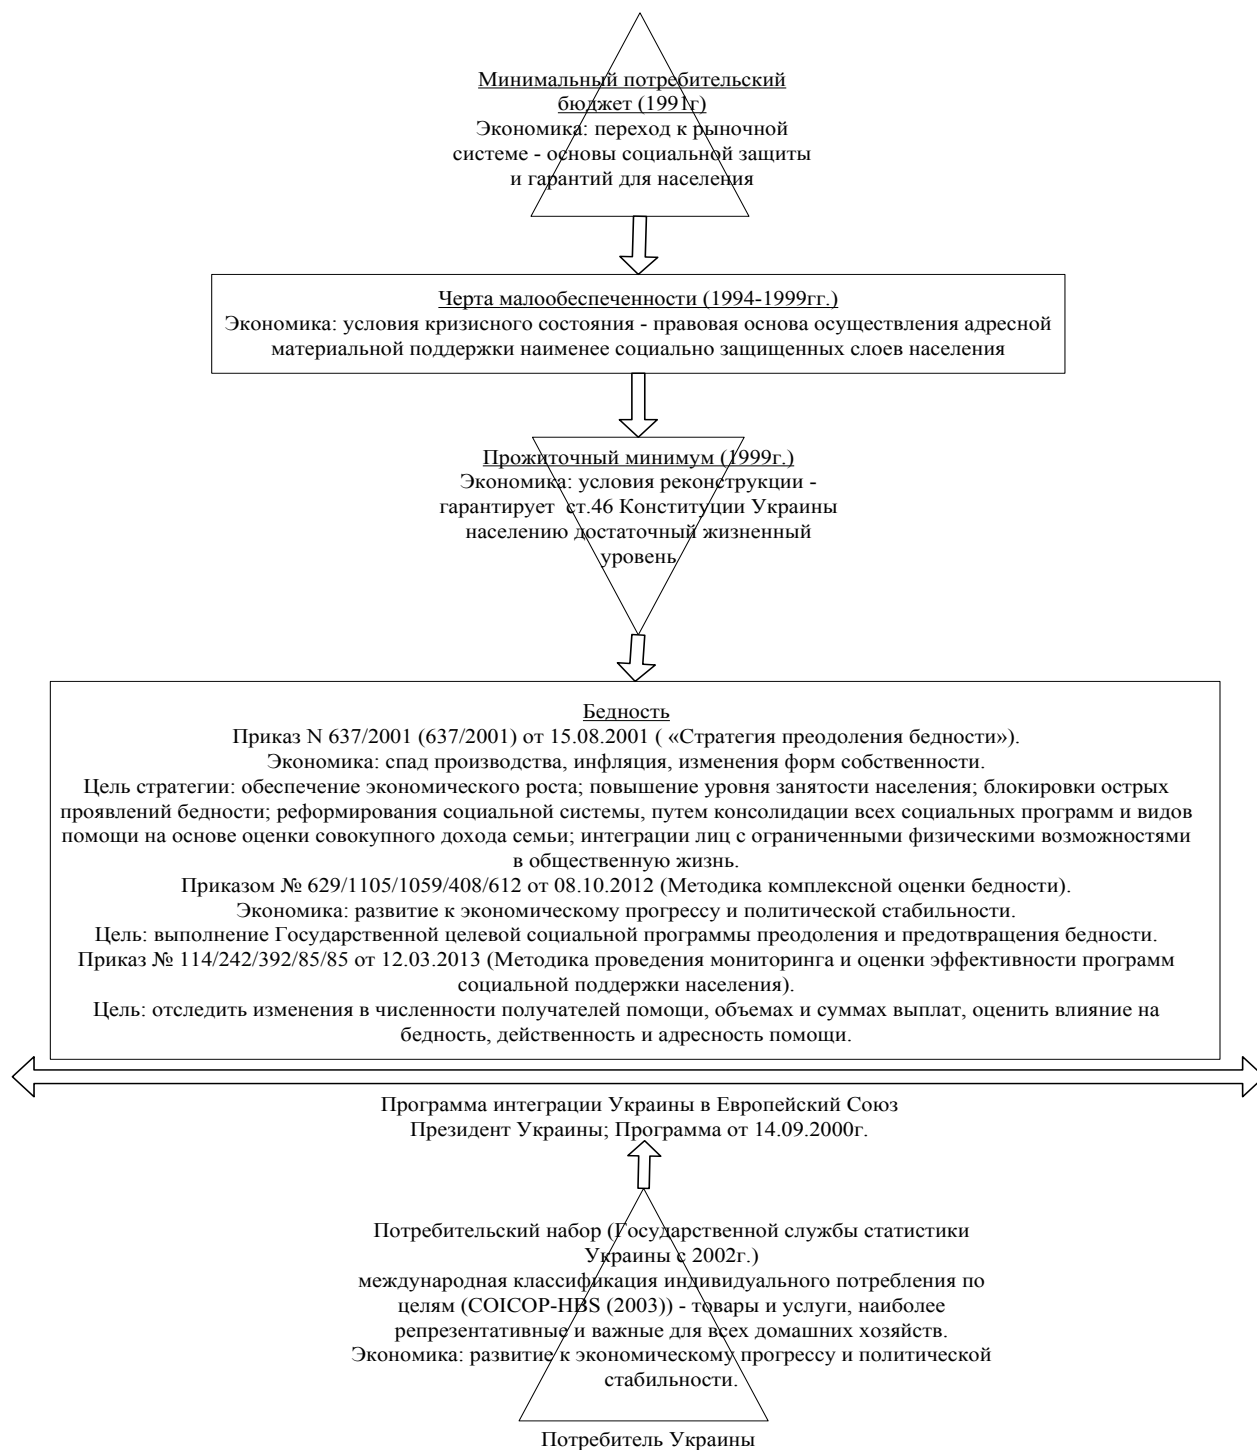 Минимальный потребительский
бюджет (1991г)
Экономика: переход к рыночной
системе - основы социальной защиты
и гарантий для населения
Черта малообеспеченности (1994-1999гг.)
Экономика: условия кризисного состояния - правовая основа осуществления адресной
материальной поддержки наименее социально защищенных слоев населения
Прожиточный минимум (1999г.)
Экономика: условия реконструкции -
гарантирует ст.46 Конституции Украины
населению достаточный жизненный
уровень
Бедность
Приказ N 637/2001 (637/2001) от 15.08.2001 ( «Стратегия преодоления бедности»).
Экономика: спад производства, инфляция, изменения форм собственности.
Цель стратегии: обеспечение экономического роста; повышение уровня занятости населения; блокировки острых
проявлений бедности; реформирования социальной системы, путем консолидации всех социальных программ и видов
помощи на основе оценки совокупного дохода семьи; интеграции лиц с ограниченными физическими возможностями
в общественную жизнь.
Приказом № 629/1105/1059/408/612 от 08.10.2012 (Методика комплексной оценки бедности).
Экономика: развитие к экономическому прогрессу и политической стабильности.
Цель: выполнение Государственной целевой социальной программы преодоления и предотвращения бедности.
Приказ № 114/242/392/85/85 от 12.03.2013 (Методика проведения мониторинга и оценки эффективности программ
социальной поддержки населения).
Цель: отследить изменения в численности получателей помощи, объемах и суммах выплат, оценить влияние на
бедность, действенность и адресность помощи.
Программа интеграции Украины в Европейский Союз
Президент Украины; Программа от 14.09.2000г.
Потребительский набор (Государственной службы статистики
Украины с 2002г.)
международная классификация индивидуального потребления по
целям (COICOP-HBS (2003)) - товары и услуги, наиболее
репрезентативные и важные для всех домашних хозяйств.
Экономика: развитие к экономическому прогрессу и политической
стабильности.
Потребитель Украины